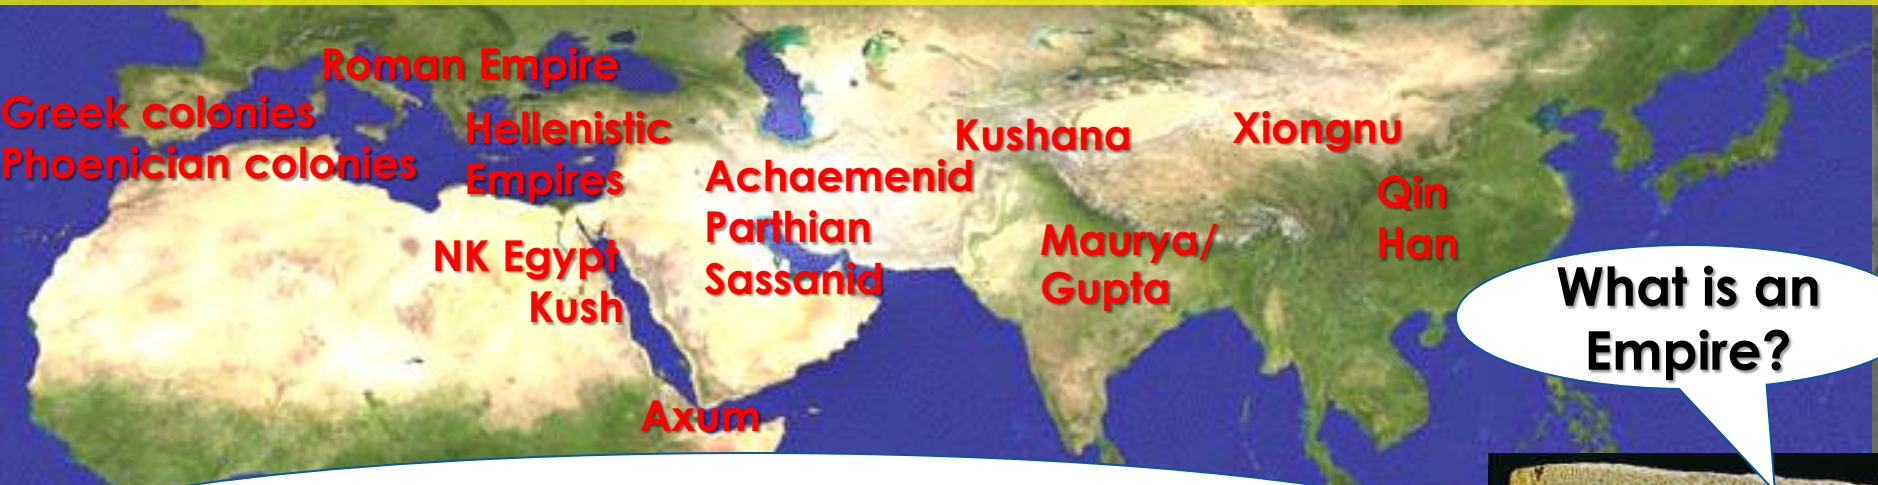 Roman Empire
Greek colonies
Phoenician colonies
Hellenistic
Empires
Achaemenid
Parthian
Sassanid
NK Egypt
Kush
Axum
Kushana
Maurya/
Gupta
Xiongnu
Qin
Han
What is an
Empire?